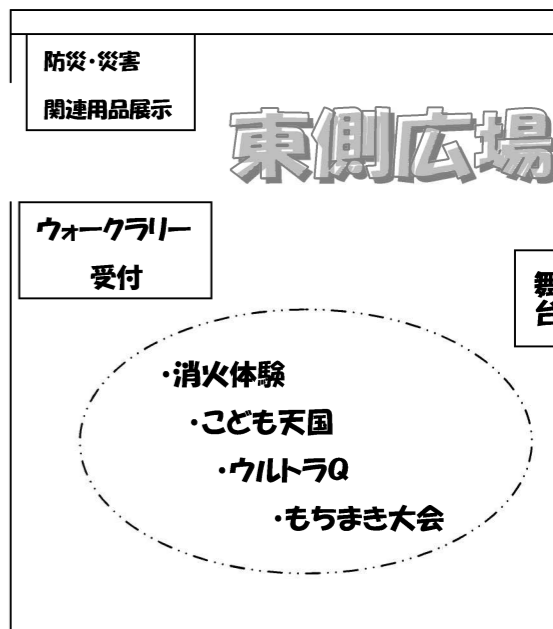 防災・災害
関連用品展示
東側広場
ウォークラリー
受付
舞台
・消火体験
・こども天国
・ウルトラQ
・もちまき大会